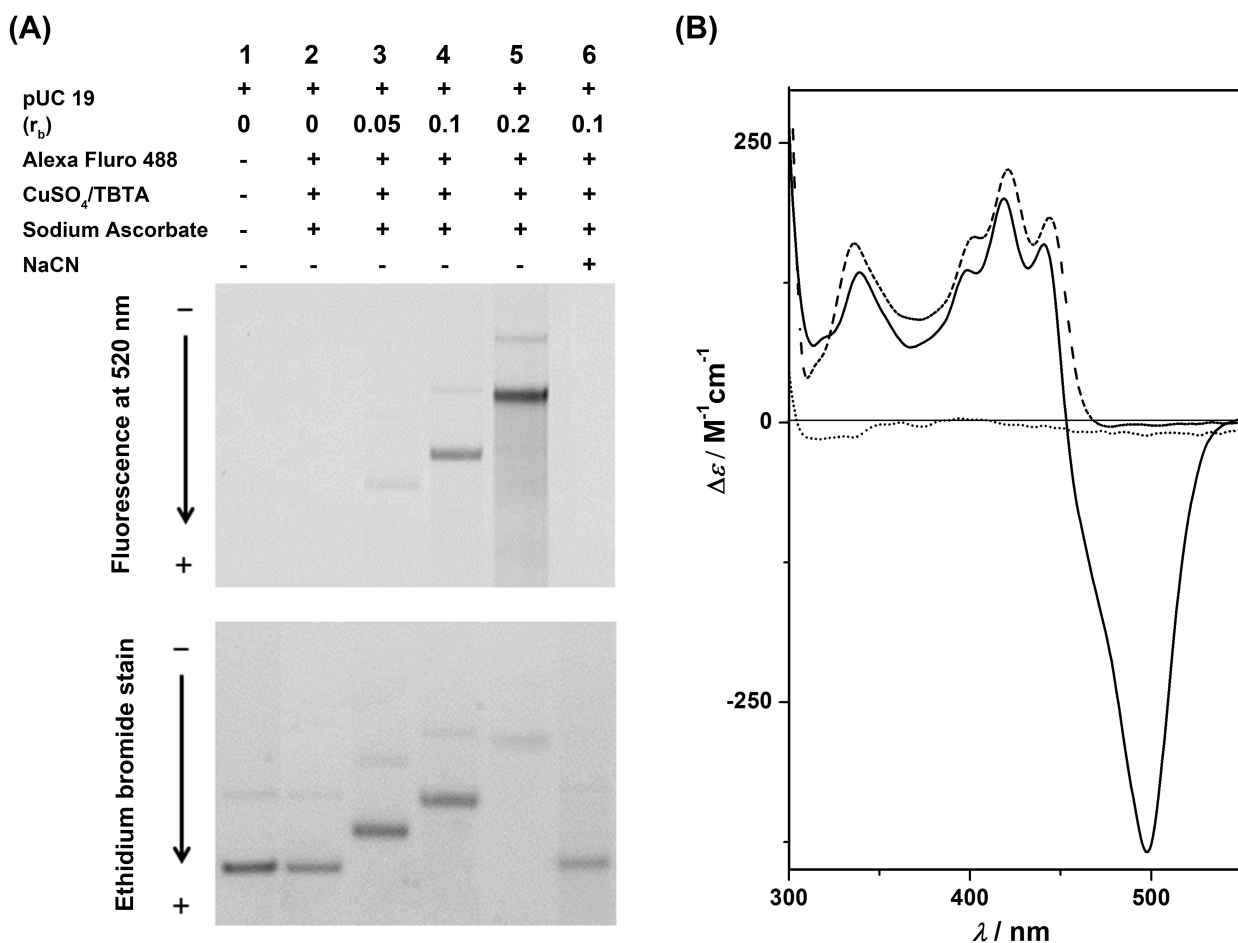 (A)
1 2 3 4 5 6
pUC 19 + + + + + +
(r_b) 0 0 0.05 0.1 0.2 0.1
Alexa Fluro 488 - + + + + +
CuSO₄/TBTA - + + + + +
Sodium Ascorbate - + + + + +
NaCN - - - - - +
Fluorescence at 520 nm
−
+
Ethidium bromide stain
−
+
(B)
250
0
-250
Δε / M⁻¹cm⁻¹
300 400 500
λ / nm